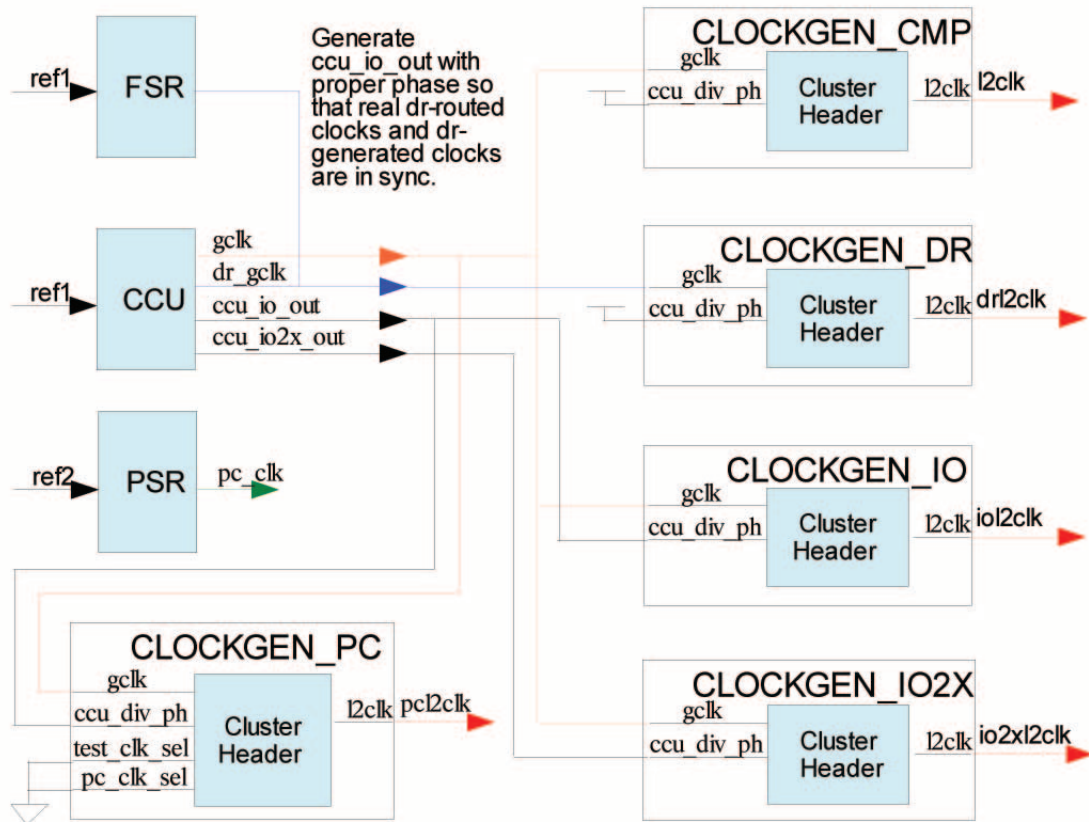 ref1
FSR
Generate
ccu_io_out with
proper phase so
that real dr-routed
clocks and dr-
generated clocks
are in sync.
CLOCKGEN_CMP
gclk
ccu_div_ph
Cluster
Header
l2clk
l2clk
ref1
CCU
gclk
dr_gclk
ccu_io_out
ccu_io2x_out
CLOCKGEN_DR
gclk
ccu_div_ph
Cluster
Header
l2clk
drl2clk
ref2
PSR
pc_clk
CLOCKGEN_IO
gclk
ccu_div_ph
Cluster
Header
l2clk
iol2clk
CLOCKGEN_PC
gclk
ccu_div_ph
test_clk_sel
pc_clk_sel
Cluster
Header
l2clk
pcl2clk
CLOCKGEN_IO2X
gclk
ccu_div_ph
Cluster
Header
l2clk
io2xl2clk